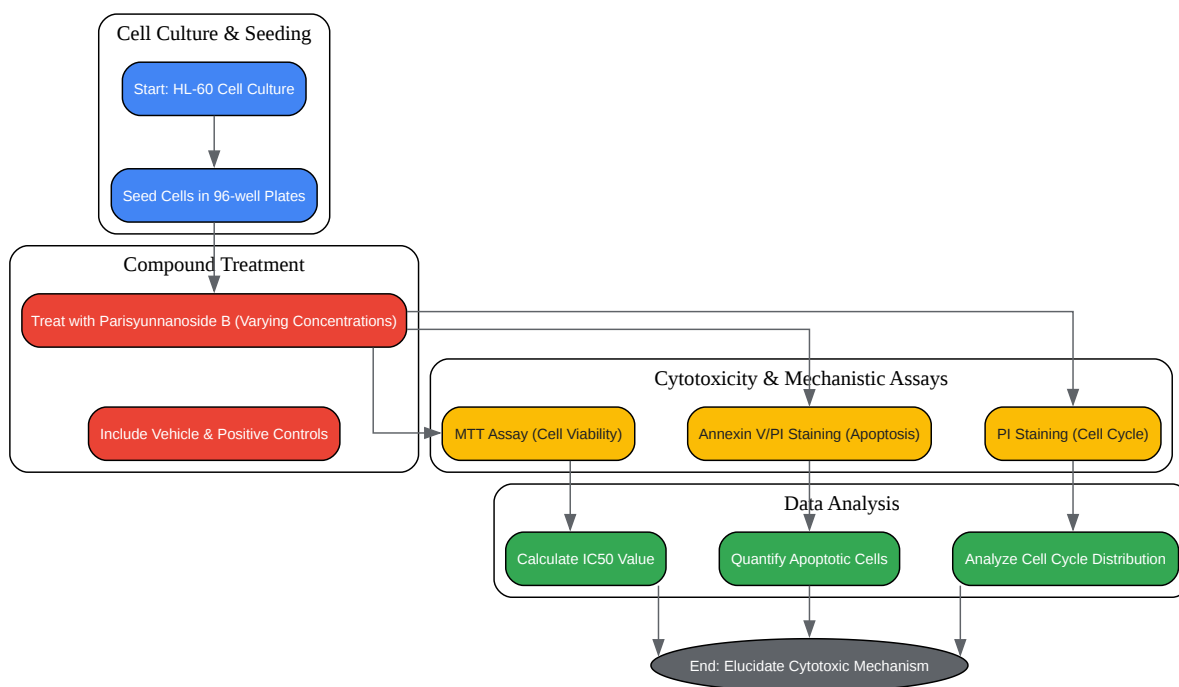 Cell Culture & Seeding
Start: HL-60 Cell Culture
Seed Cells in 96-well Plates
Compound Treatment
Treat with Parisyunnanoside B (Varying Concentrations)
Include Vehicle & Positive Controls
Cytotoxicity & Mechanistic Assays
MTT Assay (Cell Viability)
Annexin V/PI Staining (Apoptosis)
PI Staining (Cell Cycle)
Data Analysis
Calculate IC50 Value
Quantify Apoptotic Cells
Analyze Cell Cycle Distribution
End: Elucidate Cytotoxic Mechanism